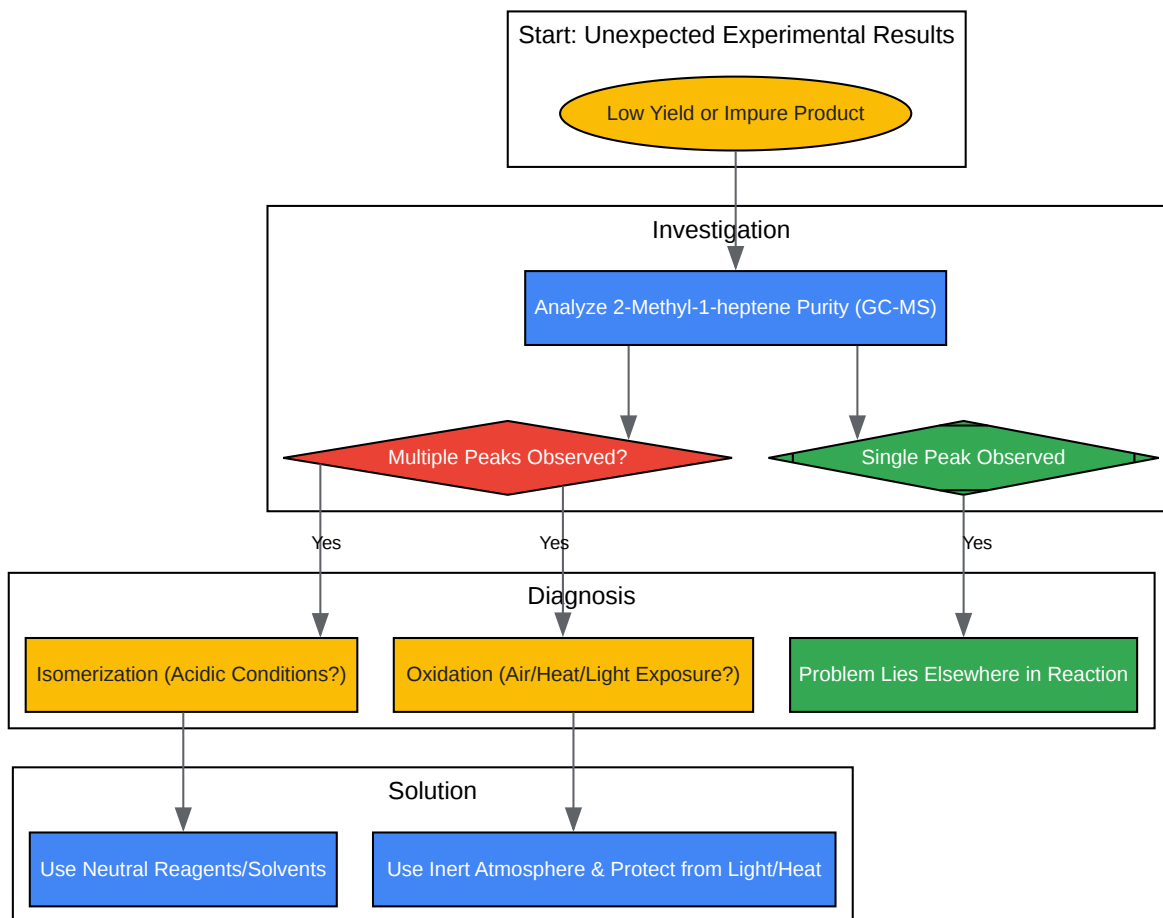 Start: Unexpected Experimental Results
Low Yield or Impure Product
Investigation
Analyze 2-Methyl-1-heptene Purity (GC-MS)
Multiple Peaks Observed?
Single Peak Observed
Yes
Yes
Yes
Diagnosis
Isomerization (Acidic Conditions?)
Oxidation (Air/Heat/Light Exposure?)
Problem Lies Elsewhere in Reaction
Solution
Use Neutral Reagents/Solvents
Use Inert Atmosphere & Protect from Light/Heat